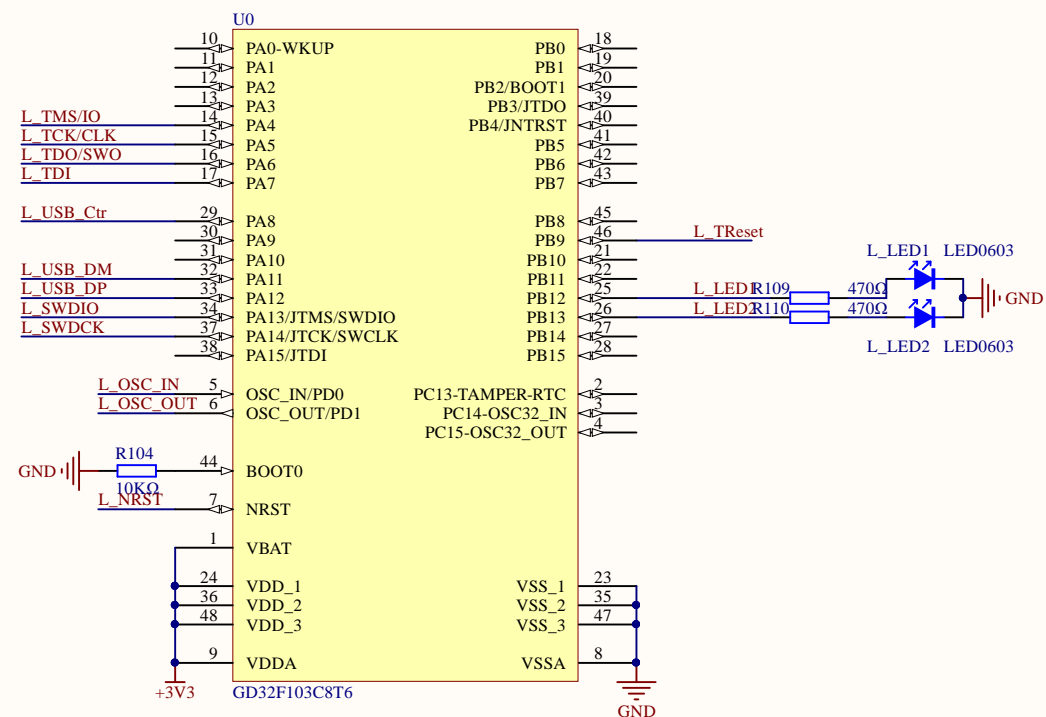 U0
10 PA0-WKUP PB0 18
11 PA1 PB1 19
12 PA2 PB2/BOOT1 20
13 PA3 PB3/JTDO 39
L_TMS/IO 14 PA4 PB4/JNTRST 40
L_TCK/CLK 15 PA5 PB5 41
L_TDO/SWO 16 PA6 PB6 42
L_TDI 17 PA7 PB7 43
L_USB_Ctr 29 PA8 PB8 45
30 PA9 PB9 46 L_TReset
31 PA10 PB10 21
L_USB_DM 32 PA11 PB11 22
L_LED1 LED0603
L_USB_DP 33 PA12 PB12 25 L_LED1 R109 470Ω
GND
L_SWDIO 34 PA13/JTMS/SWDIO PB13 26 L_LED2 R110 470Ω
L_SWDCK 37 PA14/JTCK/SWCLK PB14 27
L_LED2 LED0603
38 PA15/JTDI PB15 28
L_OSC_IN 5 OSC_IN/PD0 PC13-TAMPER-RTC 2
L_OSC_OUT 6 OSC_OUT/PD1 PC14-OSC32_IN 3
PC15-OSC32_OUT 4
R104
GND 44 BOOT0
10KΩ
L_NRST 7 NRST
1 VBAT
24 VDD_1 VSS_1 23
36 VDD_2 VSS_2 35
48 VDD_3 VSS_3 47
9 VDDA VSSA 8
+3V3 GD32F103C8T6
GND